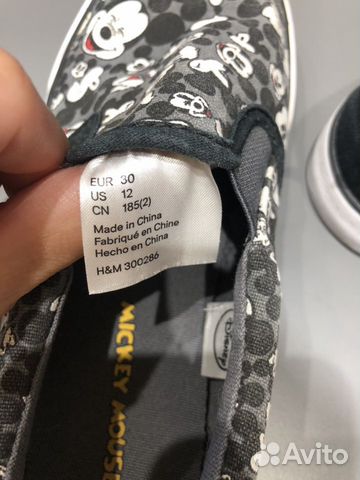 EUR 30
US 12
CN 185(2)
Made in China
Fabriqué en Chine
Hecho en China
H&M 300286
MICKEY MOUSE
Disney
Avito